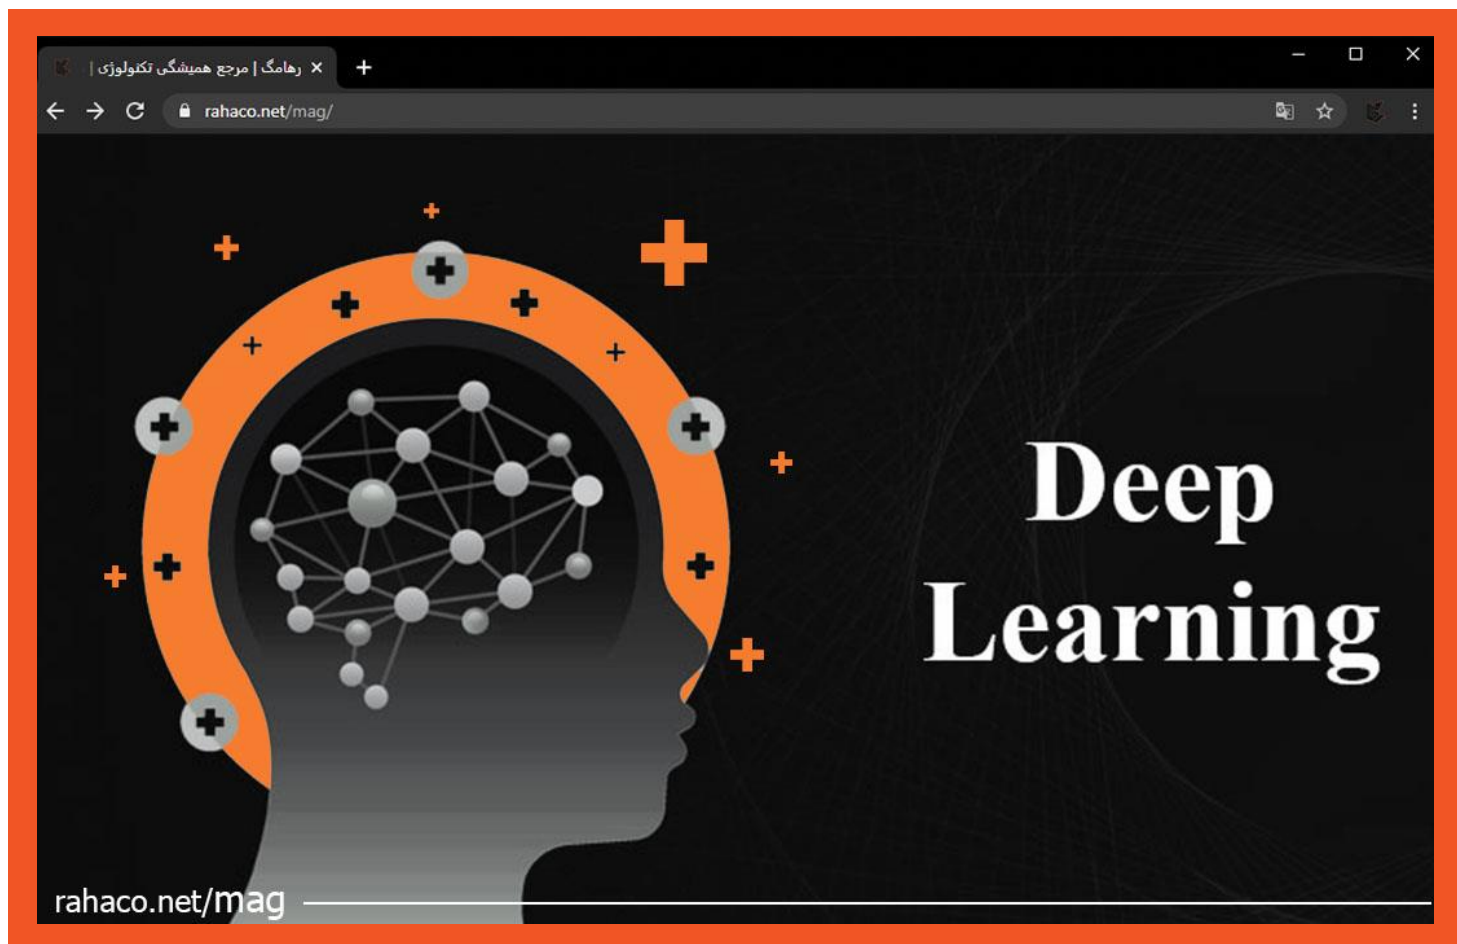 رهامگ | مرجع همیشگی تکنولوژی |
rahaco.net/mag/
Deep
Learning
rahaco.net/mag